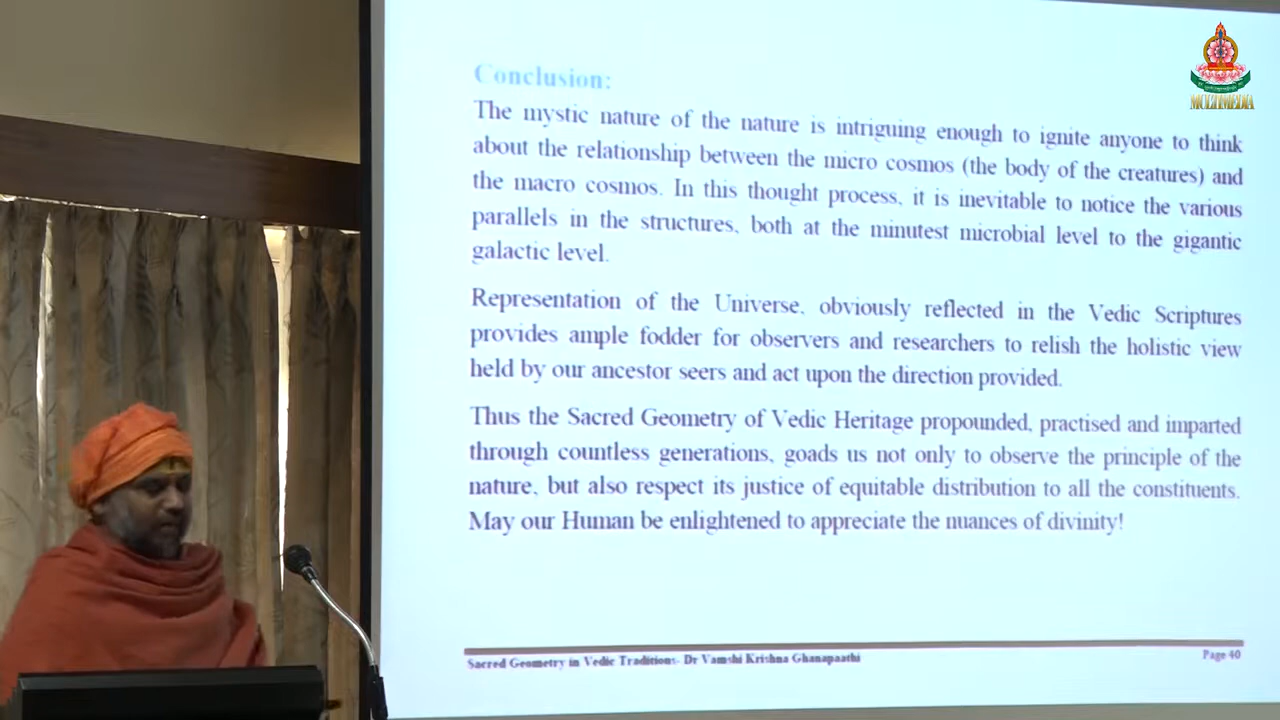 MULTIMEDIA
Conclusion:
The mystic nature of the nature is intriguing enough to ignite anyone to think
about the relationship between the micro cosmos (the body of the creatures) and
the macro cosmos. In this thought process, it is inevitable to notice the various
parallels in the structures, both at the minutest microbial level to the gigantic
galactic level.
Representation of the Universe, obviously reflected in the Vedic Scriptures
provides ample fodder for observers and researchers to relish the holistic view
held by our ancestor seers and act upon the direction provided.
Thus the Sacred Geometry of Vedic Heritage propounded, practised and imparted
through countless generations, goads us not only to observe the principle of the
nature, but also respect its justice of equitable distribution to all the constituents.
May our Human be enlightened to appreciate the nuances of divinity!
Sacred Geometry in Vedic Traditions- Dr Vamshi Krishna Ghanapaathi
Page 40